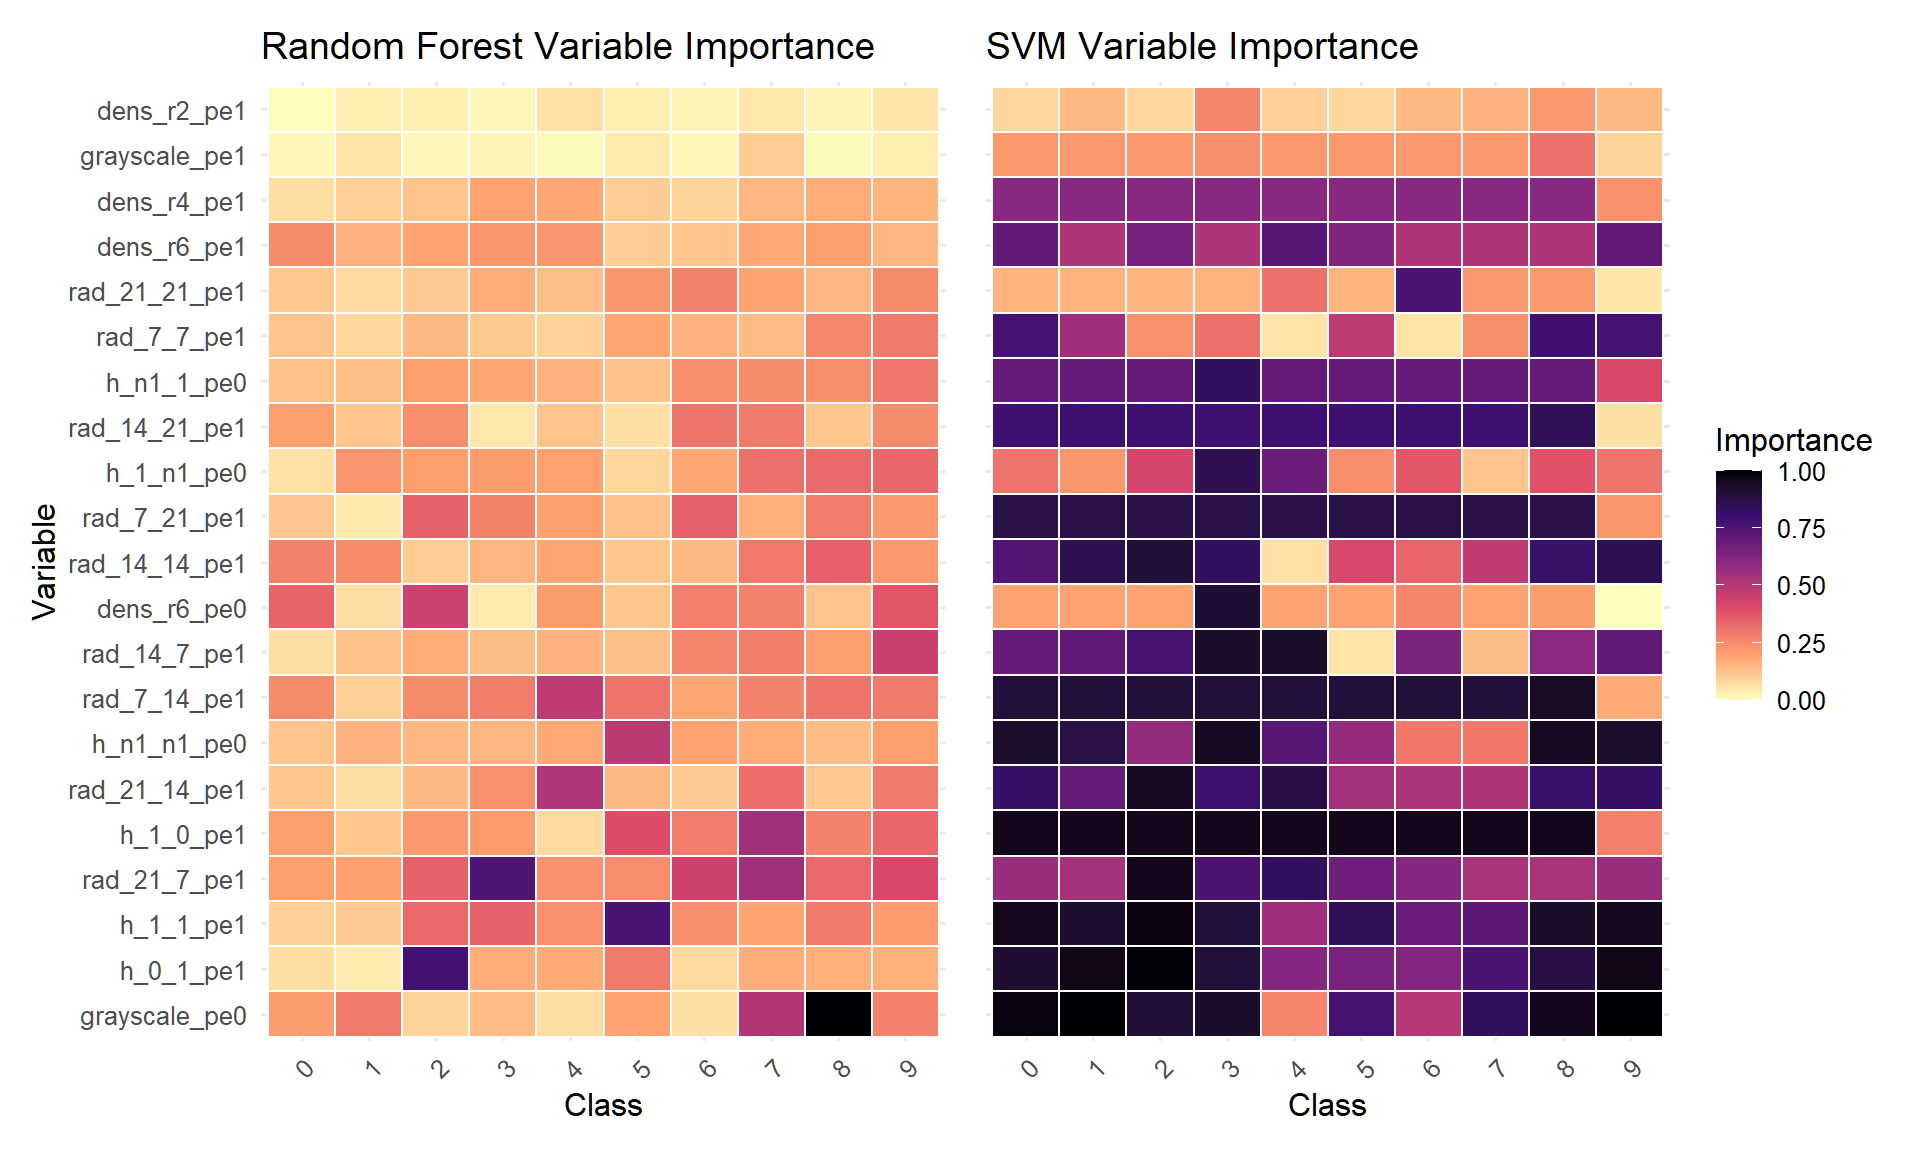 Random Forest Variable Importance
SVM Variable Importance
Variable
dens_r2_pe1
grayscale_pe1
dens_r4_pe1
dens_r6_pe1
rad_21_21_pe1
rad_7_7_pe1
h_n1_1_pe0
rad_14_21_pe1
h_1_n1_pe0
rad_7_21_pe1
rad_14_14_pe1
dens_r6_pe0
rad_14_7_pe1
rad_7_14_pe1
h_n1_n1_pe0
rad_21_14_pe1
h_1_0_pe1
rad_21_7_pe1
h_1_1_pe1
h_0_1_pe1
grayscale_pe0
0 1 2 3 4 5 6 7 8 9
Class
0 1 2 3 4 5 6 7 8 9
Class
Importance
1.00
0.75
0.50
0.25
0.00